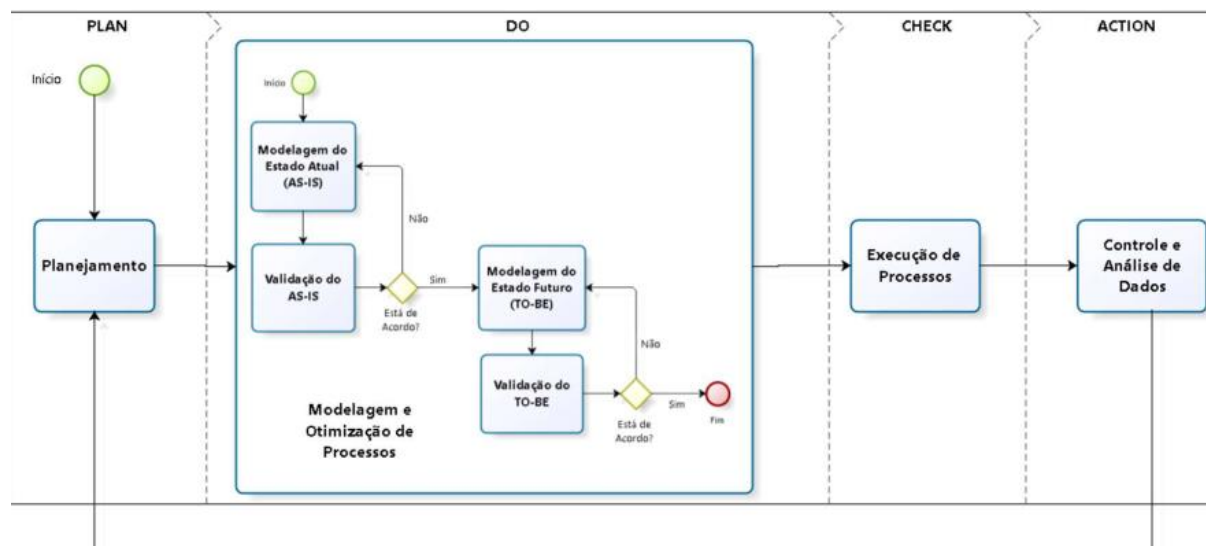 PLAN
DO
CHECK
ACTION
Início
Planejamento
Início
Modelagem do
Estado Atual
(AS-IS)
Validação do
AS-IS
Não
Sim
Está de
Acordo?
Modelagem do
Estado Futuro
(TO-BE)
Validação do
TO-BE
Não
Sim
Está de
Acordo?
Fim
Modelagem e
Otimização de
Processos
Execução de
Processos
Controle e
Análise de
Dados